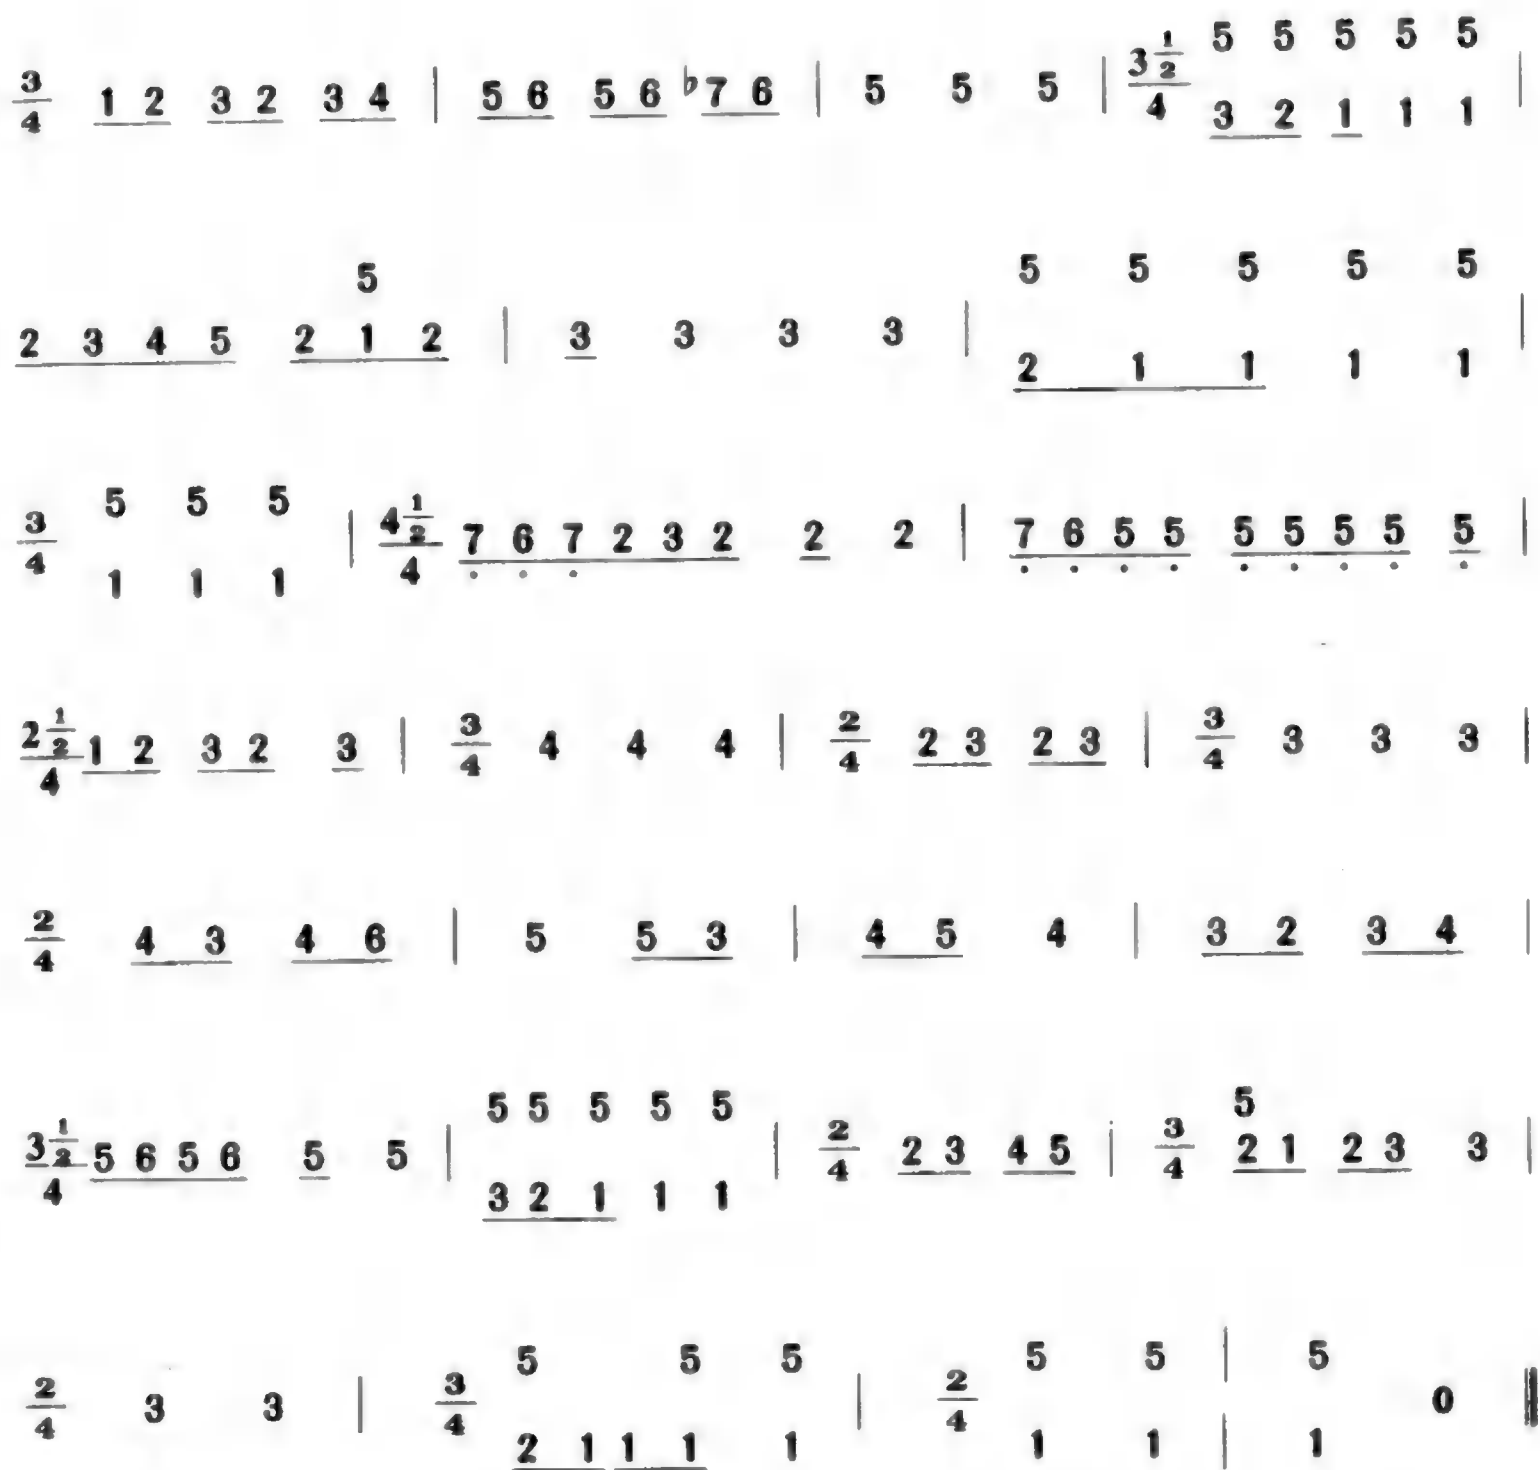 3/4 1 2 3 2 3 4 | 5 6 5 6 ♭7 6 | 5 5 5 | 3 1/2/4 5 5 5 5 5 |
3 2 1 1 1
5
2 3 4 5 2 1 2 | 3 3 3 3 | 5 5 5 5 5 |
2 1 1 1 1
3/4 5 5 5 | 4 1/2/4 7 6 7 2 3 2 2 2 | 7 6 5 5 5 5 5 5 5 |
1 1 1
2 1/2/4 1 2 3 2 3 | 3/4 4 4 4 | 2/4 2 3 2 3 | 3/4 3 3 3 |
2/4 4 3 4 6 | 5 5 3 | 4 5 4 | 3 2 3 4 |
5 5 5 5 5 5
3 1/2/4 5 6 5 6 5 5 | 3 2 1 1 1 | 2/4 2 3 4 5 | 3/4 2 1 2 3 3 |
5 5 5 5 5 | 5
2/4 3 3 | 3/4 2 1 1 1 1 | 2/4 1 1 | 1 0 ‖